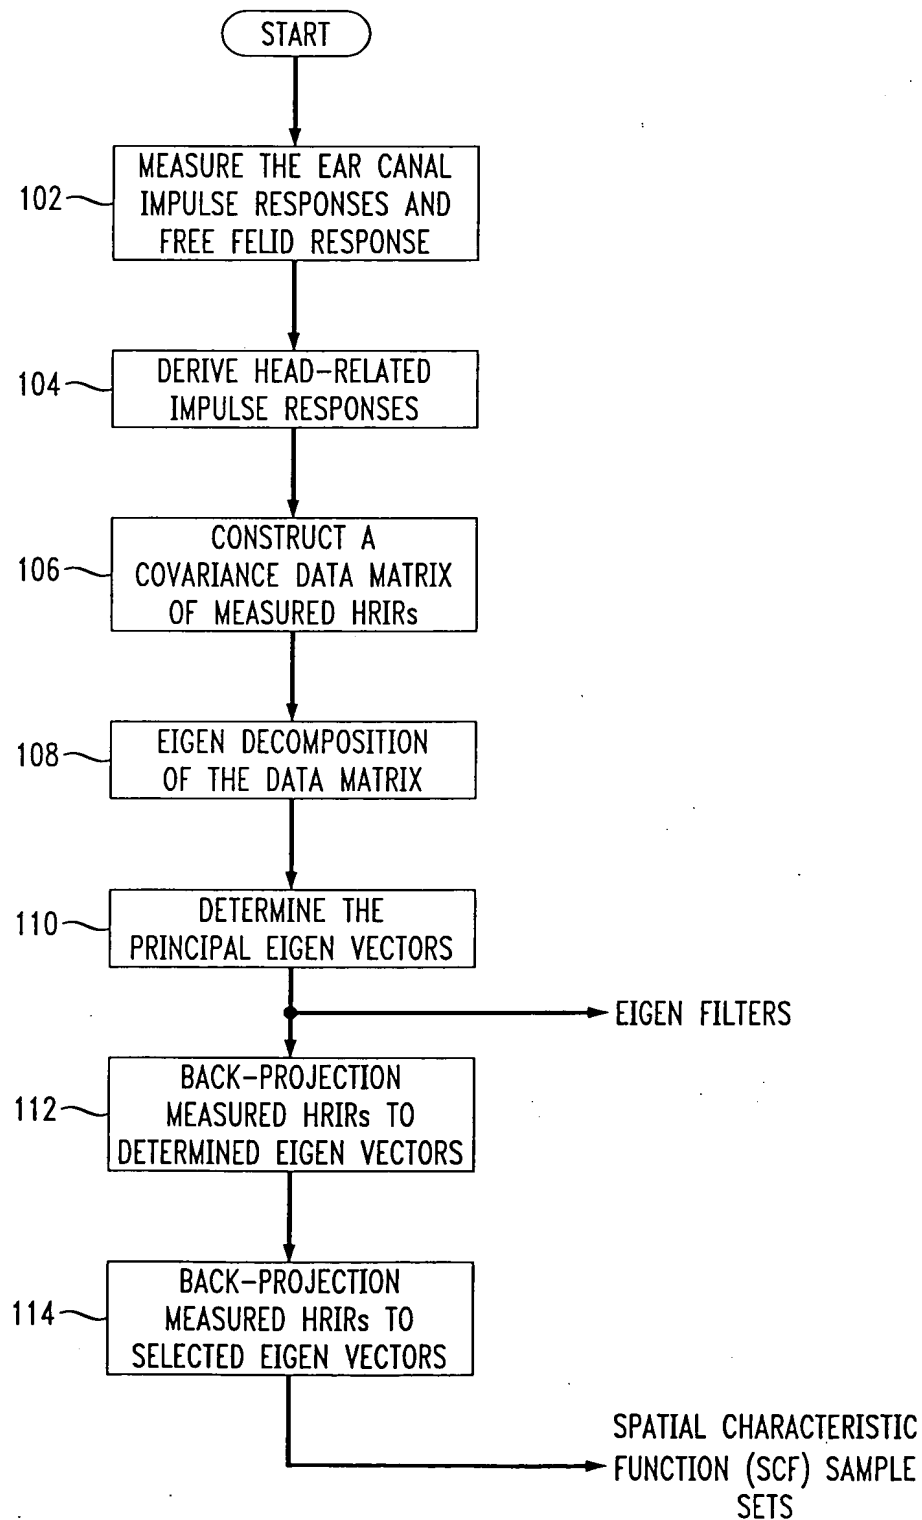 START
102
MEASURE THE EAR CANAL
IMPULSE RESPONSES AND
FREE FELID RESPONSE
104
DERIVE HEAD-RELATED
IMPULSE RESPONSES
106
CONSTRUCT A
COVARIANCE DATA MATRIX
OF MEASURED HRIRs
108
EIGEN DECOMPOSITION
OF THE DATA MATRIX
110
DETERMINE THE
PRINCIPAL EIGEN VECTORS
EIGEN FILTERS
112
BACK-PROJECTION
MEASURED HRIRs TO
DETERMINED EIGEN VECTORS
114
BACK-PROJECTION
MEASURED HRIRs TO
SELECTED EIGEN VECTORS
SPATIAL CHARACTERISTIC
FUNCTION (SCF) SAMPLE
SETS